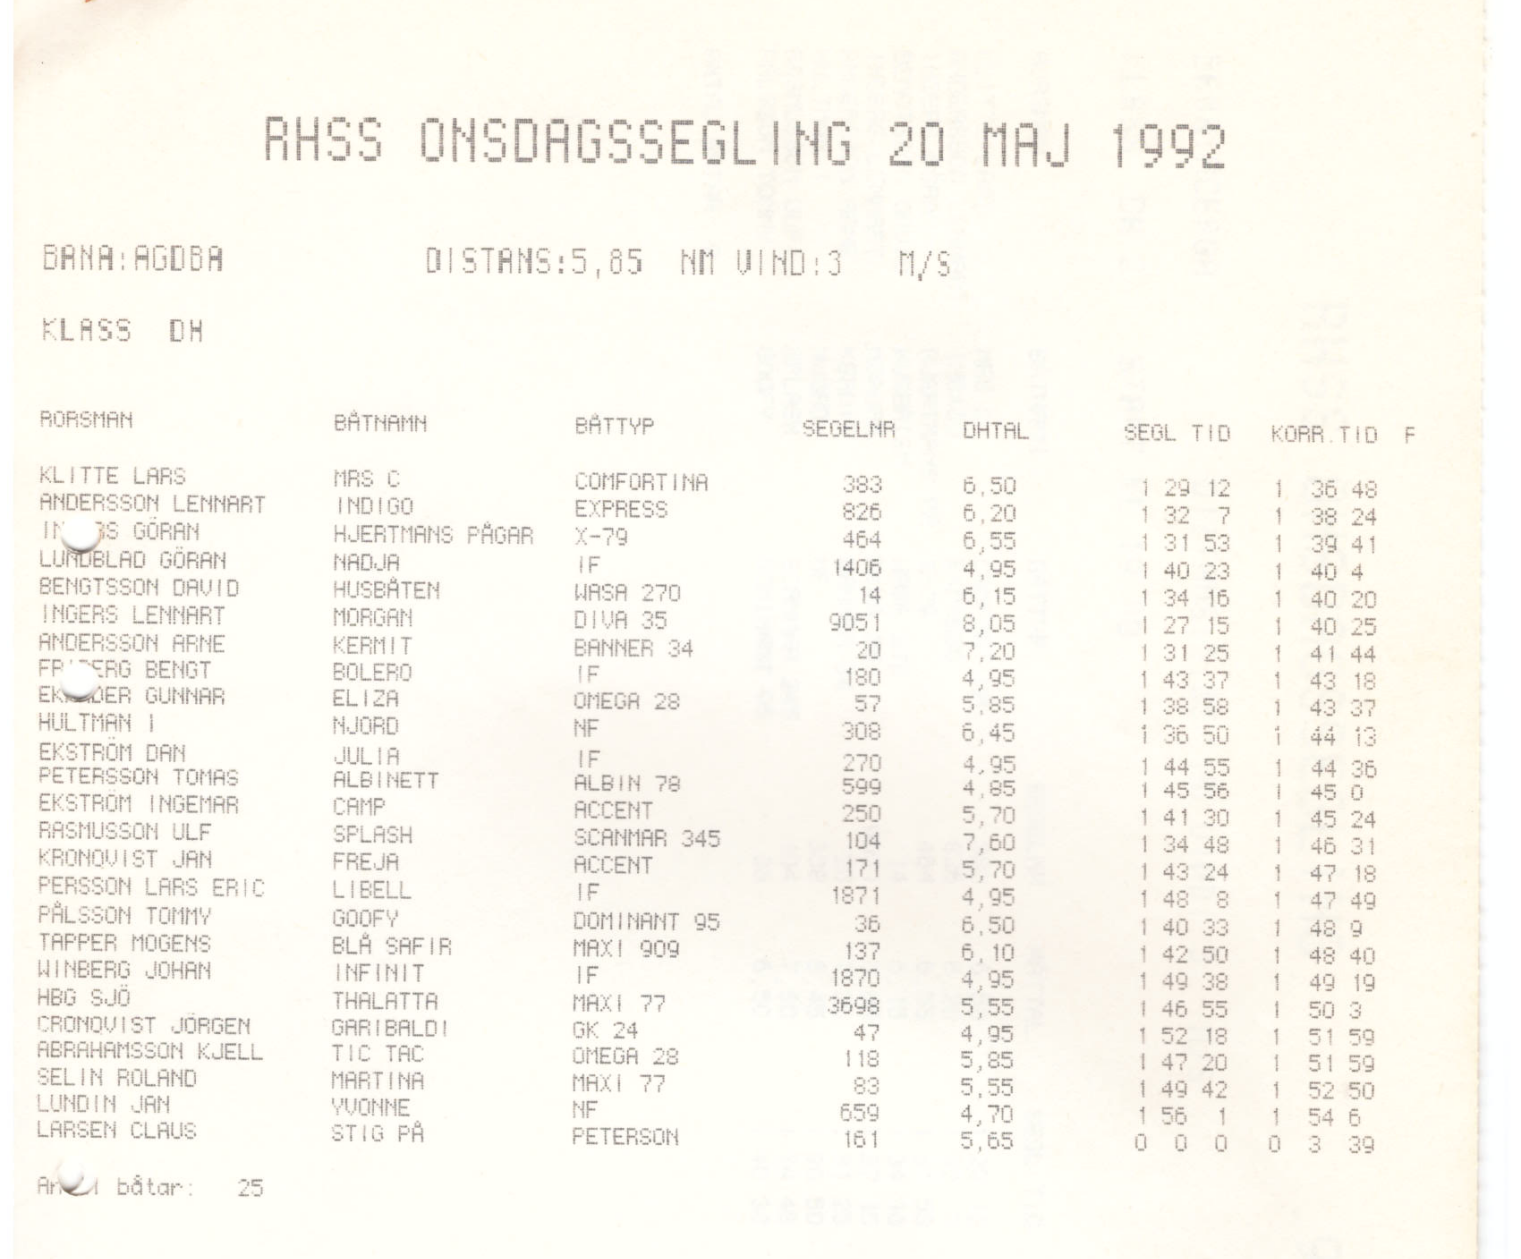 RHSS ONSDAGSSEGLING 20 MAJ 1992
BANA:AGDBA DISTANS:5,85 NM VIND:3 M/S
KLASS DH
RORSMAN BÅTNAMN BÅTTYP SEGELNR DHTAL SEGL TID KORR.TID F
KLITTE LARS MRS C COMFORTINA 383 6,50 1 29 12 1 36 48
ANDERSSON LENNART INDIGO EXPRESS 826 6,20 1 32 7 1 38 24
GÖRAN HJERTMANS PÅGAR X-79 464 6,55 1 31 53 1 39 41
LUNDBLAD GÖRAN NADJA IF 1406 4,95 1 40 23 1 40 4
BENGTSSON DAVID HUSBÅTEN WASA 270 14 6,15 1 34 16 1 40 20
INGERS LENNART MORGAN DIVA 35 9051 8,05 1 27 15 1 40 25
ANDERSSON ARNE KERMIT BANNER 34 20 7,20 1 31 25 1 41 44
BENGT BOLERO IF 180 4,95 1 43 37 1 43 18
GUNNAR ELIZA OMEGA 28 57 5,85 1 38 58 1 43 37
HULTMAN I NJORD NF 308 6,45 1 36 50 1 44 13
EKSTRÖM DAN JULIA IF 270 4,95 1 44 55 1 44 36
PETERSSON TOMAS ALBINETT ALBIN 78 599 4,85 1 45 56 1 45 0
EKSTRÖM INGEMAR CAMP ACCENT 250 5,70 1 41 30 1 45 24
RASMUSSON ULF SPLASH SCANMAR 345 104 7,60 1 34 48 1 46 31
KRONQVIST JAN FREJA ACCENT 171 5,70 1 43 24 1 47 18
PERSSON LARS ERIC LIBELL IF 1871 4,95 1 48 8 1 47 49
PÅLSSON TOMMY GOOFY DOMINANT 95 36 6,50 1 40 33 1 48 9
TAPPER MOGENS BLÅ SAFIR MAXI 909 137 6,10 1 42 50 1 48 40
WINBERG JOHAN INFINIT IF 1870 4,95 1 49 38 1 49 19
HBG SJÖ THALATTA MAXI 77 3698 5,55 1 46 55 1 50 3
CRONQVIST JÖRGEN GARIBALDI GK 24 47 4,95 1 52 18 1 51 59
ABRAHAMSSON KJELL TIC TAC OMEGA 28 118 5,85 1 47 20 1 51 59
SELIN ROLAND MARTINA MAXI 77 83 5,55 1 49 42 1 52 50
LUNDIN JAN YVONNE NF 659 4,70 1 56 1 1 54 6
LARSEN CLAUS STIG PÅ PETERSON 161 5,65 0 0 0 0 3 39
båtar: 25